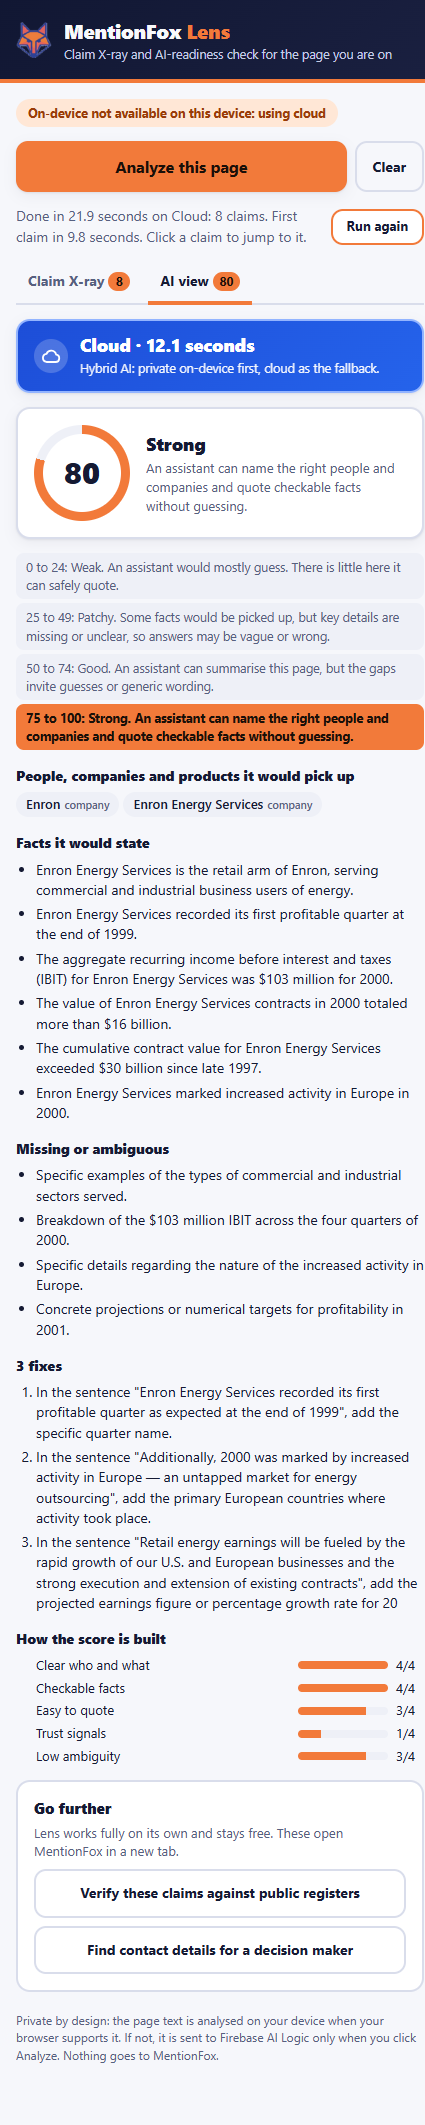 MentionFox Lens
Claim X-ray and AI-readiness check for the page you are on
On-device not available on this device: using cloud
Analyze this page
Clear
Done in 21.9 seconds on Cloud: 8 claims. First
claim in 9.8 seconds. Click a claim to jump to it.
Run again
Claim X-ray 8
AI view 80
Cloud · 12.1 seconds
Hybrid AI: private on-device first, cloud as the fallback.
80
Strong
An assistant can name the right people and
companies and quote checkable facts
without guessing.
0 to 24: Weak. An assistant would mostly guess. There is little here it
can safely quote.
25 to 49: Patchy. Some facts would be picked up, but key details are
missing or unclear, so answers may be vague or wrong.
50 to 74: Good. An assistant can summarise this page, but the gaps
invite guesses or generic wording.
75 to 100: Strong. An assistant can name the right people and
companies and quote checkable facts without guessing.
People, companies and products it would pick up
Enron company
Enron Energy Services company
Facts it would state
• Enron Energy Services is the retail arm of Enron, serving
commercial and industrial business users of energy.
• Enron Energy Services recorded its first profitable quarter at
the end of 1999.
• The aggregate recurring income before interest and taxes
(IBIT) for Enron Energy Services was $103 million for 2000.
• The value of Enron Energy Services contracts in 2000 totaled
more than $16 billion.
• The cumulative contract value for Enron Energy Services
exceeded $30 billion since late 1997.
• Enron Energy Services marked increased activity in Europe in
2000.
Missing or ambiguous
• Specific examples of the types of commercial and industrial
sectors served.
• Breakdown of the $103 million IBIT across the four quarters of
2000.
• Specific details regarding the nature of the increased activity in
Europe.
• Concrete projections or numerical targets for profitability in
2001.
3 fixes
1. In the sentence "Enron Energy Services recorded its first
profitable quarter as expected at the end of 1999", add the
specific quarter name.
2. In the sentence "Additionally, 2000 was marked by increased
activity in Europe — an untapped market for energy
outsourcing", add the primary European countries where
activity took place.
3. In the sentence "Retail energy earnings will be fueled by the
rapid growth of our U.S. and European businesses and the
strong execution and extension of existing contracts", add the
projected earnings figure or percentage growth rate for 20
How the score is built
Clear who and what 4/4
Checkable facts 4/4
Easy to quote 3/4
Trust signals 1/4
Low ambiguity 3/4
Go further
Lens works fully on its own and stays free. These open
MentionFox in a new tab.
Verify these claims against public registers
Find contact details for a decision maker
Private by design: the page text is analysed on your device when your
browser supports it. If not, it is sent to Firebase AI Logic only when you click
Analyze. Nothing goes to MentionFox.